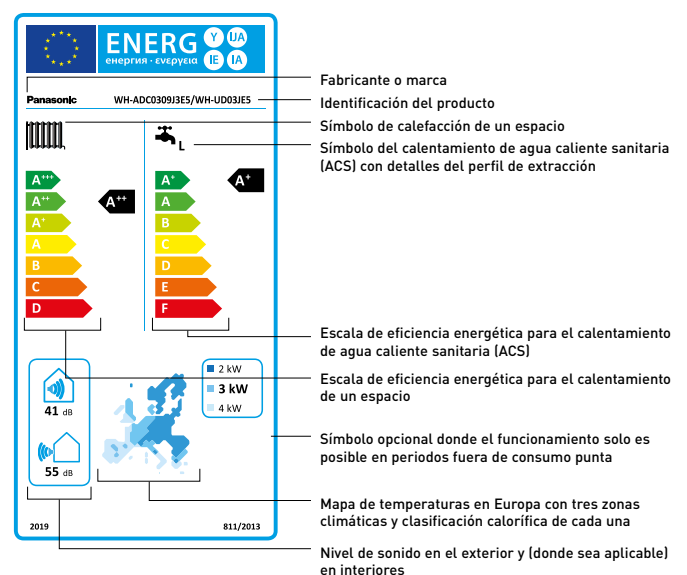 ENERG Y IJA
енергия · ενεργεια IE IA
Fabricante o marca
Panasonic WH-ADC0309J3E5/WH-UD03JE5
Identificación del producto
Símbolo de calefacción de un espacio
L
Símbolo del calentamiento de agua caliente sanitaria
(ACS) con detalles del perfil de extracción
A+++
A++
A+
A
B
C
D
A++
A+
A
B
C
D
E
F
A+
Escala de eficiencia energética para el calentamiento
de agua caliente sanitaria (ACS)
Escala de eficiencia energética para el calentamiento
de un espacio
41 dB
55 dB
2 kW
3 kW
4 kW
Símbolo opcional donde el funcionamiento solo es
posible en periodos fuera de consumo punta
Mapa de temperaturas en Europa con tres zonas
climáticas y clasificación calorífica de cada una
2019 811/2013
Nivel de sonido en el exterior y (donde sea aplicable)
en interiores